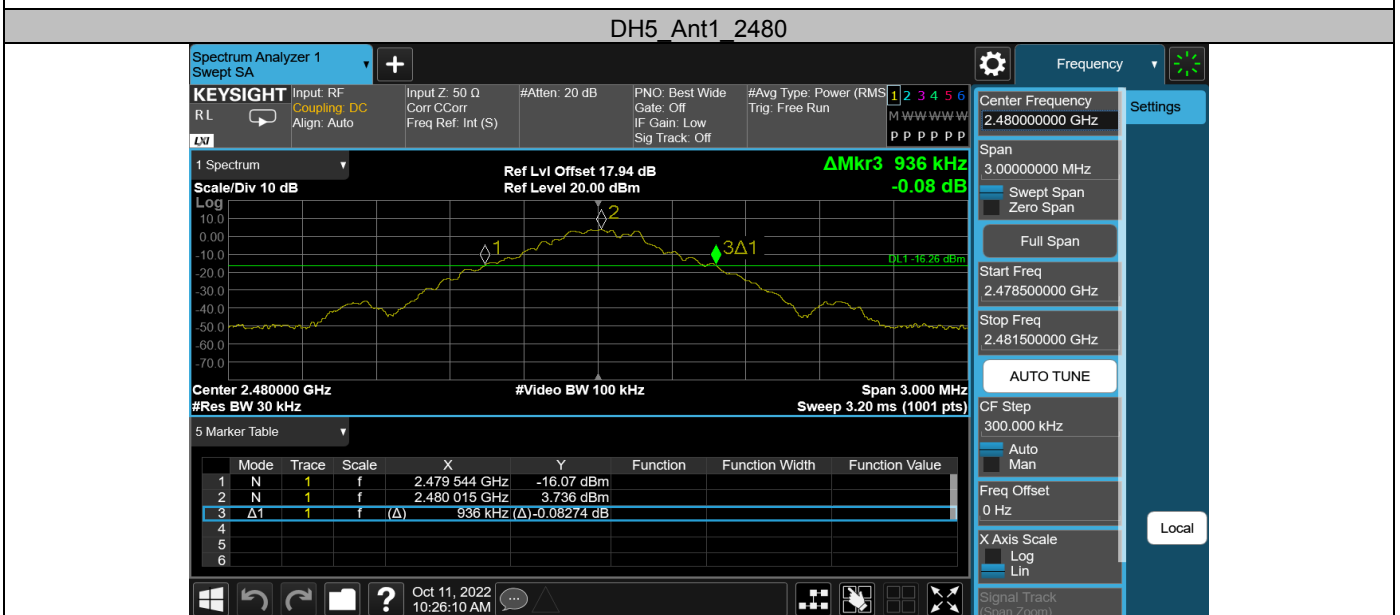 DH5_Ant1_2480
Spectrum Analyzer 1
Swept SA
+
Frequency
KEYSIGHT
R L
LXI
Input: RF
Coupling: DC
Align: Auto
Input Z: 50 Ω
Corr CCorr
Freq Ref: Int (S)
#Atten: 20 dB
PNO: Best Wide
Gate: Off
IF Gain: Low
Sig Track: Off
#Avg Type: Power (RMS
Trig: Free Run
1 2 3 4 5 6
M W W W W W
P P P P P P
1 Spectrum
Scale/Div 10 dB
Ref Lvl Offset 17.94 dB
Ref Level 20.00 dBm
ΔMkr3 936 kHz
-0.08 dB
Log
10.0
0.00
-10.0
-20.0
-30.0
-40.0
-50.0
-60.0
-70.0
1
2
3Δ1
DL1 -16.26 dBm
Center 2.480000 GHz
#Res BW 30 kHz
#Video BW 100 kHz
Span 3.000 MHz
Sweep 3.20 ms (1001 pts)
5 Marker Table
Mode Trace Scale X Y Function Function Width Function Value
1 N 1 f 2.479 544 GHz -16.07 dBm
2 N 1 f 2.480 015 GHz 3.736 dBm
3 Δ1 1 f (Δ) 936 kHz (Δ)-0.08274 dB
4
5
6
?
Oct 11, 2022
10:26:10 AM
Center Frequency
2.480000000 GHz
Span
3.00000000 MHz
Swept Span
Zero Span
Full Span
Start Freq
2.478500000 GHz
Stop Freq
2.481500000 GHz
AUTO TUNE
CF Step
300.000 kHz
Auto
Man
Freq Offset
0 Hz
X Axis Scale
Log
Lin
Signal Track
(Span Zoom)
Settings
Local